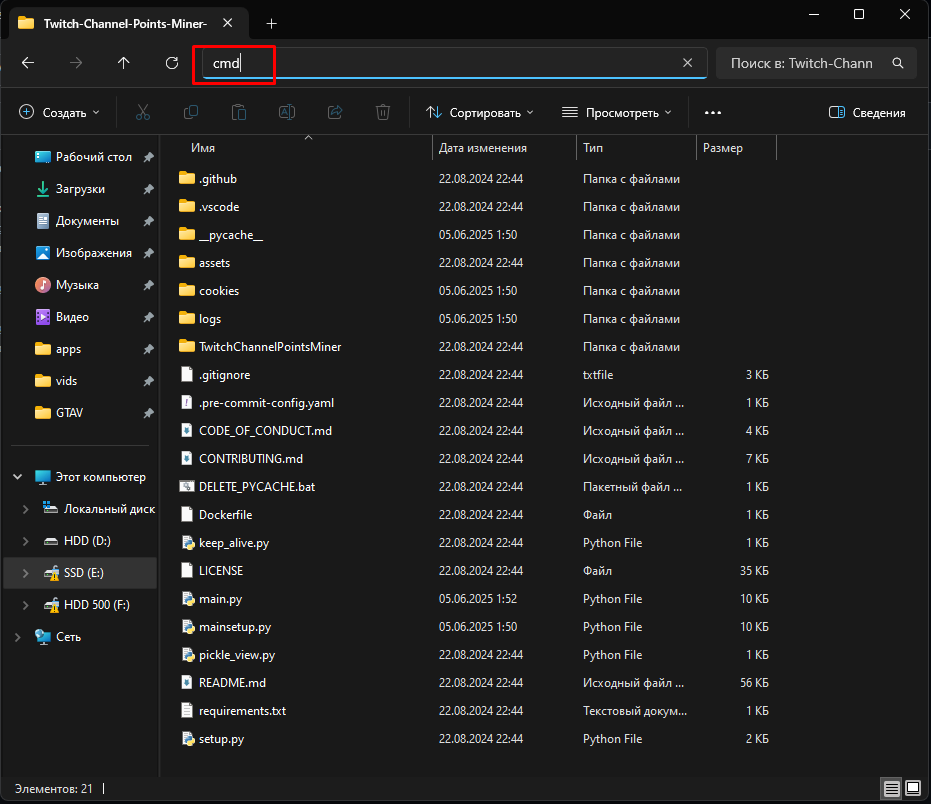 Twitch-Channel-Points-Miner-
cmd
Поиск в: Twitch-Chann
Создать
Сортировать
Просмотреть
Сведения
Имя Дата изменения Тип Размер
Рабочий стол
Загрузки
Документы
Изображения
Музыка
Видео
apps
vids
GTAV
Этот компьютер
Локальный диск
HDD (D:)
SSD (E:)
HDD 500 (F:)
Сеть
.github 22.08.2024 22:44 Папка с файлами
.vscode 22.08.2024 22:44 Папка с файлами
__pycache__ 05.06.2025 1:50 Папка с файлами
assets 22.08.2024 22:44 Папка с файлами
cookies 05.06.2025 1:50 Папка с файлами
logs 05.06.2025 1:50 Папка с файлами
TwitchChannelPointsMiner 22.08.2024 22:44 Папка с файлами
.gitignore 22.08.2024 22:44 txtfile 3 КБ
.pre-commit-config.yaml 22.08.2024 22:44 Исходный файл ... 1 КБ
CODE_OF_CONDUCT.md 22.08.2024 22:44 Исходный файл ... 4 КБ
CONTRIBUTING.md 22.08.2024 22:44 Исходный файл ... 7 КБ
DELETE_PYCACHE.bat 22.08.2024 22:44 Пакетный файл ... 1 КБ
Dockerfile 22.08.2024 22:44 Файл 1 КБ
keep_alive.py 22.08.2024 22:44 Python File 1 КБ
LICENSE 22.08.2024 22:44 Файл 35 КБ
main.py 05.06.2025 1:52 Python File 10 КБ
mainsetup.py 05.06.2025 1:50 Python File 10 КБ
pickle_view.py 22.08.2024 22:44 Python File 1 КБ
README.md 22.08.2024 22:44 Исходный файл ... 56 КБ
requirements.txt 22.08.2024 22:44 Текстовый докум... 1 КБ
setup.py 22.08.2024 22:44 Python File 2 КБ
Элементов: 21